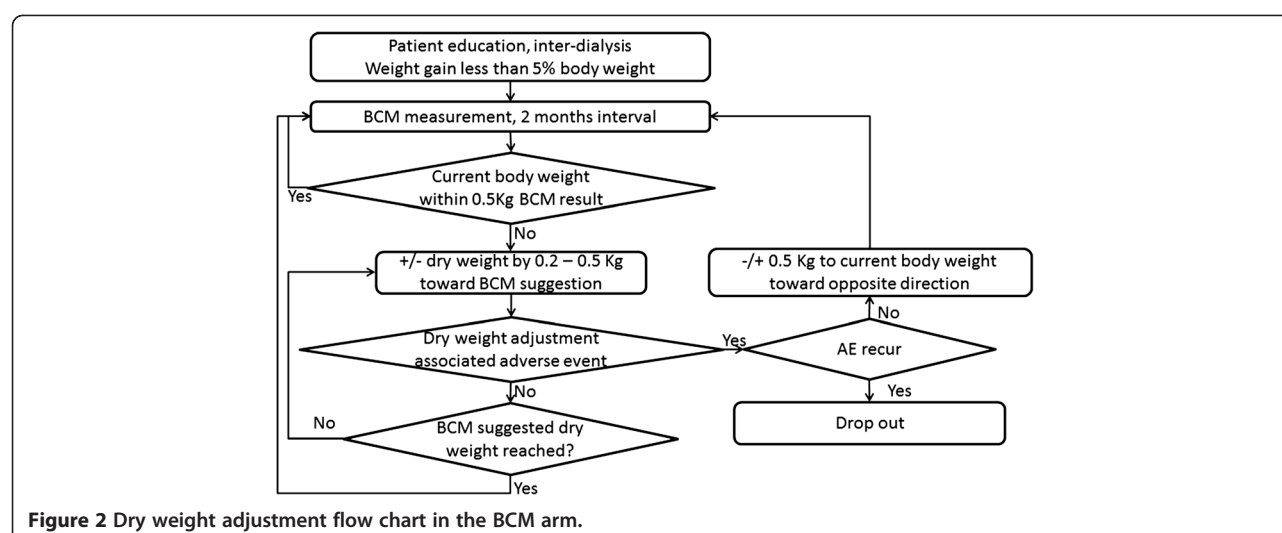 Patient education, inter-dialysis
Weight gain less than 5% body weight
BCM measurement, 2 months interval
Current body weight
within 0.5Kg BCM result
Yes
No
+/- dry weight by 0.2 – 0.5 Kg
toward BCM suggestion
-/+ 0.5 Kg to current body weight
toward opposite direction
No
Dry weight adjustment
associated adverse event
Yes
AE recur
No
Yes
No
BCM suggested dry
weight reached?
Drop out
Yes
Figure 2 Dry weight adjustment flow chart in the BCM arm.